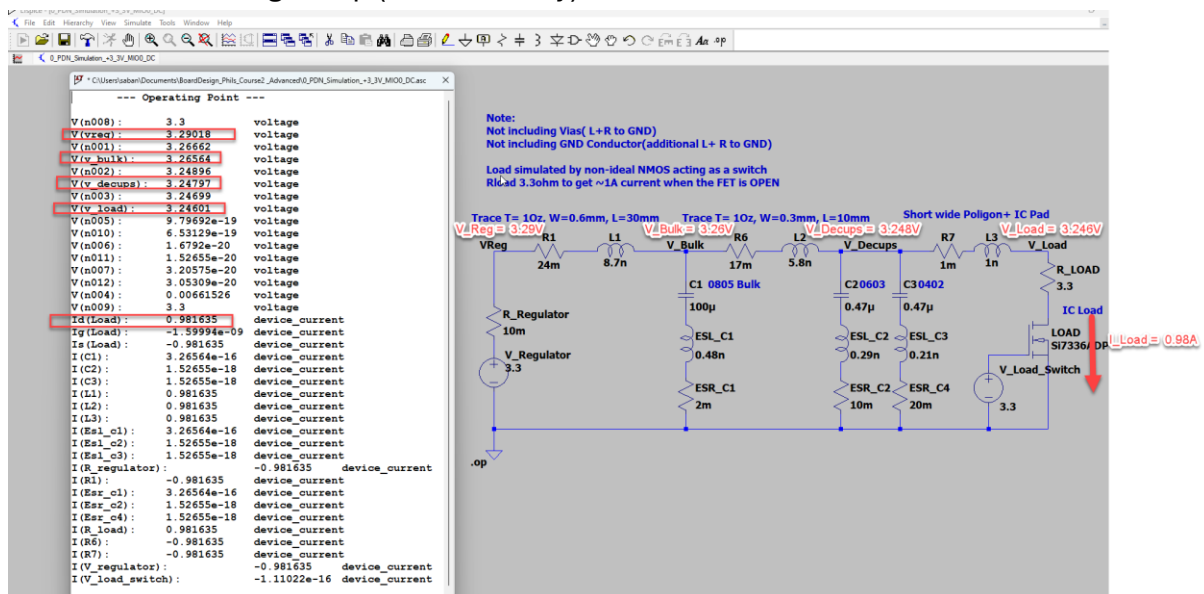 File Edit Hierarchy View Simulate Tools Window Help
0_PDN_Simulation_+3_3V_MIO0_DC
* C:\Users\saban\Documents\BoardDesign_Phils_Course2_Advanced\0_PDN_Simulation_+3_3V_MIO0_DC.asc
--- Operating Point ---
V(n008): 3.3 voltage
V(vreg): 3.29018 voltage
V(n001): 3.26662 voltage
V(v_bulk): 3.26564 voltage
V(n002): 3.24896 voltage
V(v_decups): 3.24797 voltage
V(n003): 3.24699 voltage
V(v_load): 3.24601 voltage
V(n005): 9.79692e-19 voltage
V(n010): 6.53129e-19 voltage
V(n006): 1.6792e-20 voltage
V(n011): 1.52655e-20 voltage
V(n007): 3.20575e-20 voltage
V(n012): 3.05309e-20 voltage
V(n004): 0.00661526 voltage
V(n009): 3.3 voltage
Id(Load): 0.981635 device_current
Ig(Load): -1.59994e-09 device_current
Is(Load): -0.981635 device_current
I(C1): 3.26564e-16 device_current
I(C2): 1.52655e-18 device_current
I(C3): 1.52655e-18 device_current
I(L1): 0.981635 device_current
I(L2): 0.981635 device_current
I(L3): 0.981635 device_current
I(Esl_c1): 3.26564e-16 device_current
I(Esl_c2): 1.52655e-18 device_current
I(Esl_c3): 1.52655e-18 device_current
I(R_regulator): -0.981635 device_current
I(R1): -0.981635 device_current
I(Esr_c1): 3.26564e-16 device_current
I(Esr_c2): 1.52655e-18 device_current
I(Esr_c4): 1.52655e-18 device_current
I(R_load): 0.981635 device_current
I(R6): -0.981635 device_current
I(R7): -0.981635 device_current
I(V_regulator): -0.981635 device_current
I(V_load_switch): -1.11022e-16 device_current
Note:
Not including Vias( L+R to GND)
Not including GND Conductor(additional L+ R to GND)
Load simulated by non-ideal NMOS acting as a switch
Rload 3.3ohm to get ~1A current when the FET is OPEN
Trace T= 1Oz, W=0.6mm, L=30mm Trace T= 1Oz, W=0.3mm, L=10mm Short wide Poligon+ IC Pad
V_Reg = 3.29V V_Bulk = 3.26V V_Decups = 3.248V V_Load = 3.246V
VReg R1 L1 V_Bulk R6 L2 V_Decups R7 L3 V_Load
24m 8.7n 17m 5.8n 1m 1n
R_LOAD
3.3
C1 0805 Bulk C2 0603 C3 0402
100µ 0.47µ 0.47µ
IC Load
R_Regulator
10m
ESL_C1 ESL_C2 ESL_C3
0.48n 0.29n 0.21n
LOAD
Si7336ADP
I_Load = 0.98A
V_Regulator
3.3
V_Load_Switch
3.3
ESR_C1 ESR_C2 ESR_C4
2m 10m 20m
.op